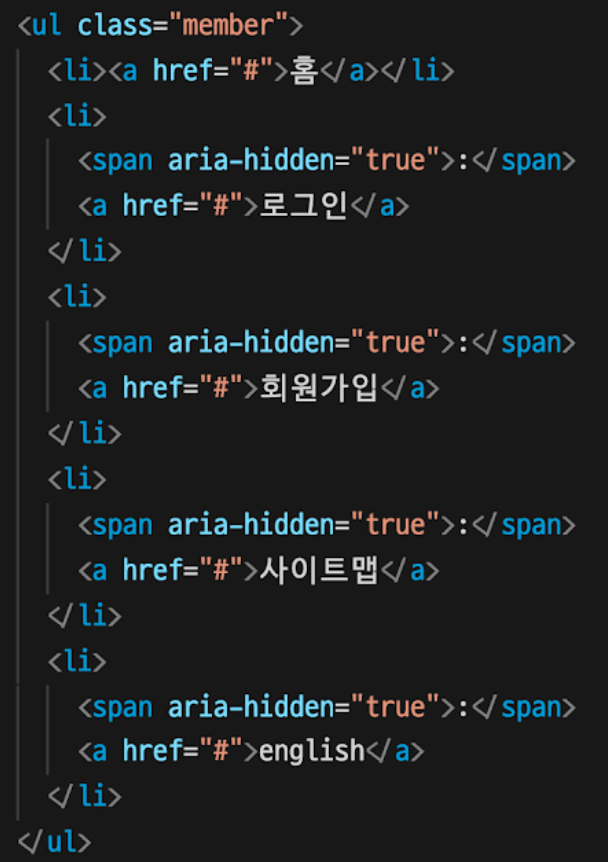 <ul class="member">
<li><a href="#">홈</a></li>
<li>
<span aria-hidden="true">:</span>
<a href="#">로그인</a>
</li>
<li>
<span aria-hidden="true">:</span>
<a href="#">회원가입</a>
</li>
<li>
<span aria-hidden="true">:</span>
<a href="#">사이트맵</a>
</li>
<li>
<span aria-hidden="true">:</span>
<a href="#">english</a>
</li>
</ul>